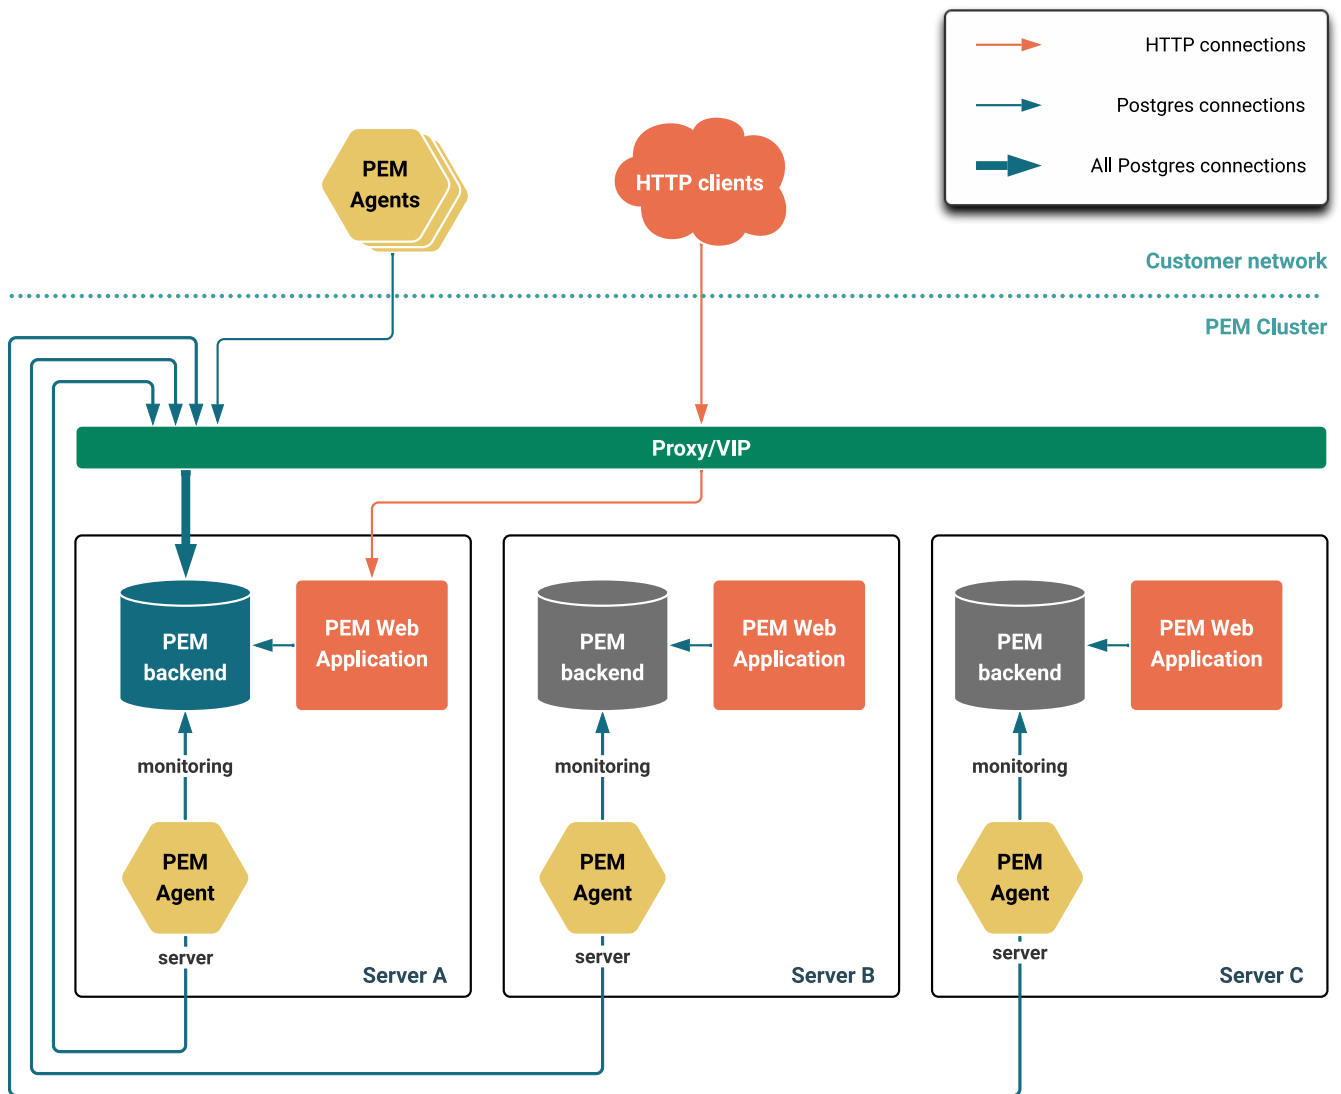 HTTP connections
Postgres connections
All Postgres connections
PEM
Agents
HTTP clients
Customer network
PEM Cluster
Proxy/VIP
PEM
backend
PEM Web
Application
monitoring
PEM
Agent
server
Server A
PEM
backend
PEM Web
Application
monitoring
PEM
Agent
server
Server B
PEM
backend
PEM Web
Application
monitoring
PEM
Agent
server
Server C